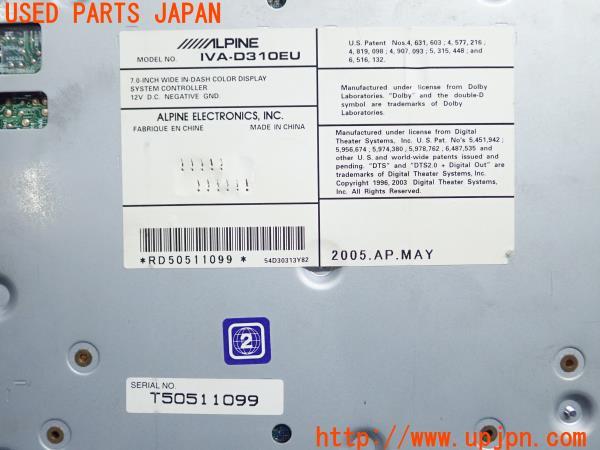 USED PARTS JAPAN
ALPINE
MODEL NO. IVA-D310EU
7.0-INCH WIDE IN-DASH COLOR DISPLAY
SYSTEM CONTROLLER
12V D.C. NEGATIVE GND.
ALPINE ELECTRONICS, INC.
FABRIQUE EN CHINE MADE IN CHINA
*RD50511099* 54D30313Y82
U.S. Patent Nos.4, 631, 603 ; 4, 577, 216 ;
4, 819, 098 ; 4, 907, 093 ; 5, 315, 448 ; and
6, 516, 132.
Manufactured under license from Dolby
Laboratories. "Dolby" and the double-D
symbol are trademarks of Dolby Laboratories.
Manufactured under license from Digital
Theater Systems, Inc. U.S. Pat. No's 5,451,942 ;
5,956,674 ; 5,974,380 ; 5,978,762 ; 6,487,535 and
other U.S. and world-wide patents issued and
pending. "DTS" and "DTS2.0 + Digital Out" are
trademarks of Digital Theater Systems, Inc.
Copyright 1996, 2003 Digital Theater Systems,
Inc. All Rights Reserved.
2005.AP.MAY
2
SERIAL NO.
T50511099
http://www.upjpn.com